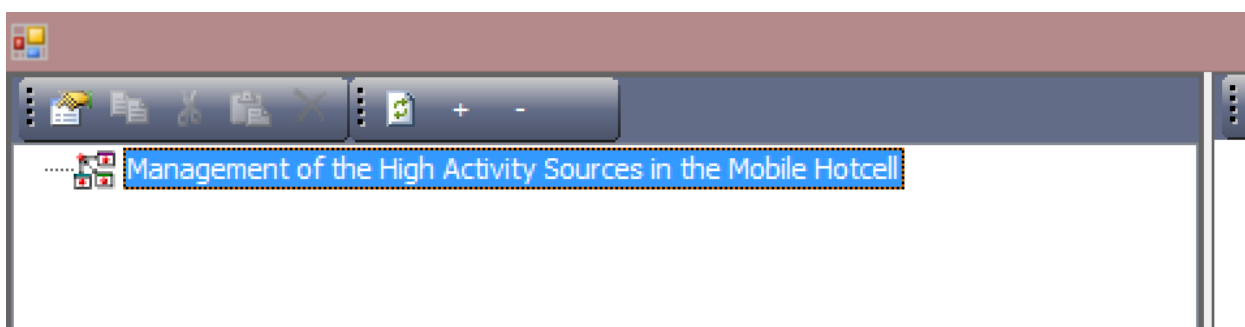 + -
Management of the High Activity Sources in the Mobile Hotcell